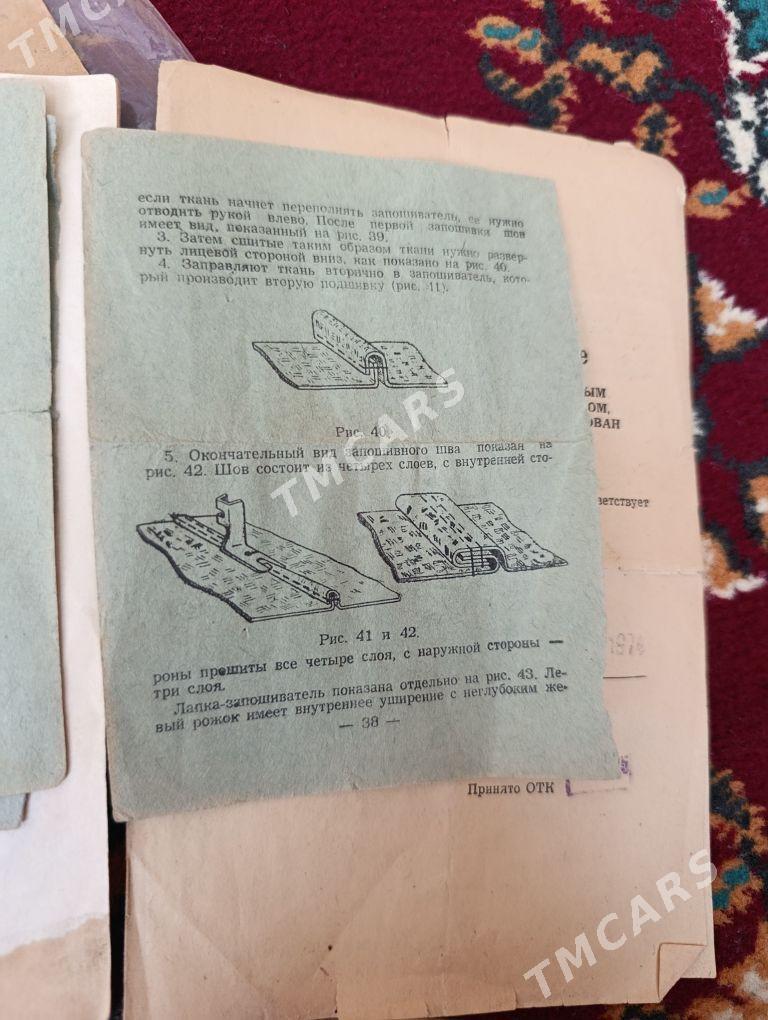 если ткань начнет переполнять запошиватель, ее нужно
отводить рукой влево. После первой запошивки шов
имеет вид, показанный на рис. 39.
3. Затем сшитые таким образом ткани нужно развер-
нуть лицевой стороной вниз, как показано на рис. 40.
4. Заправляют ткань вторично в запошиватель, кото-
рый производит вторую подшивку (рис. 41).
Рис. 40.
5. Окончательный вид запошивного шва показан на
рис. 42. Шов состоит из четырех слоев, с внутренней сто-
Рис. 41 и 42.
роны прошиты все четыре слоя, с наружной стороны —
три слоя.
Лапка-запошиватель показана отдельно на рис. 43. Ле-
вый рожок имеет внутреннее уширение с неглубоким же-
— 38 —
е
ЫМ
ОМ,
ОВАН
ветствует
1974
Принято ОТК
TMCARS
TMCARS
TMCARS